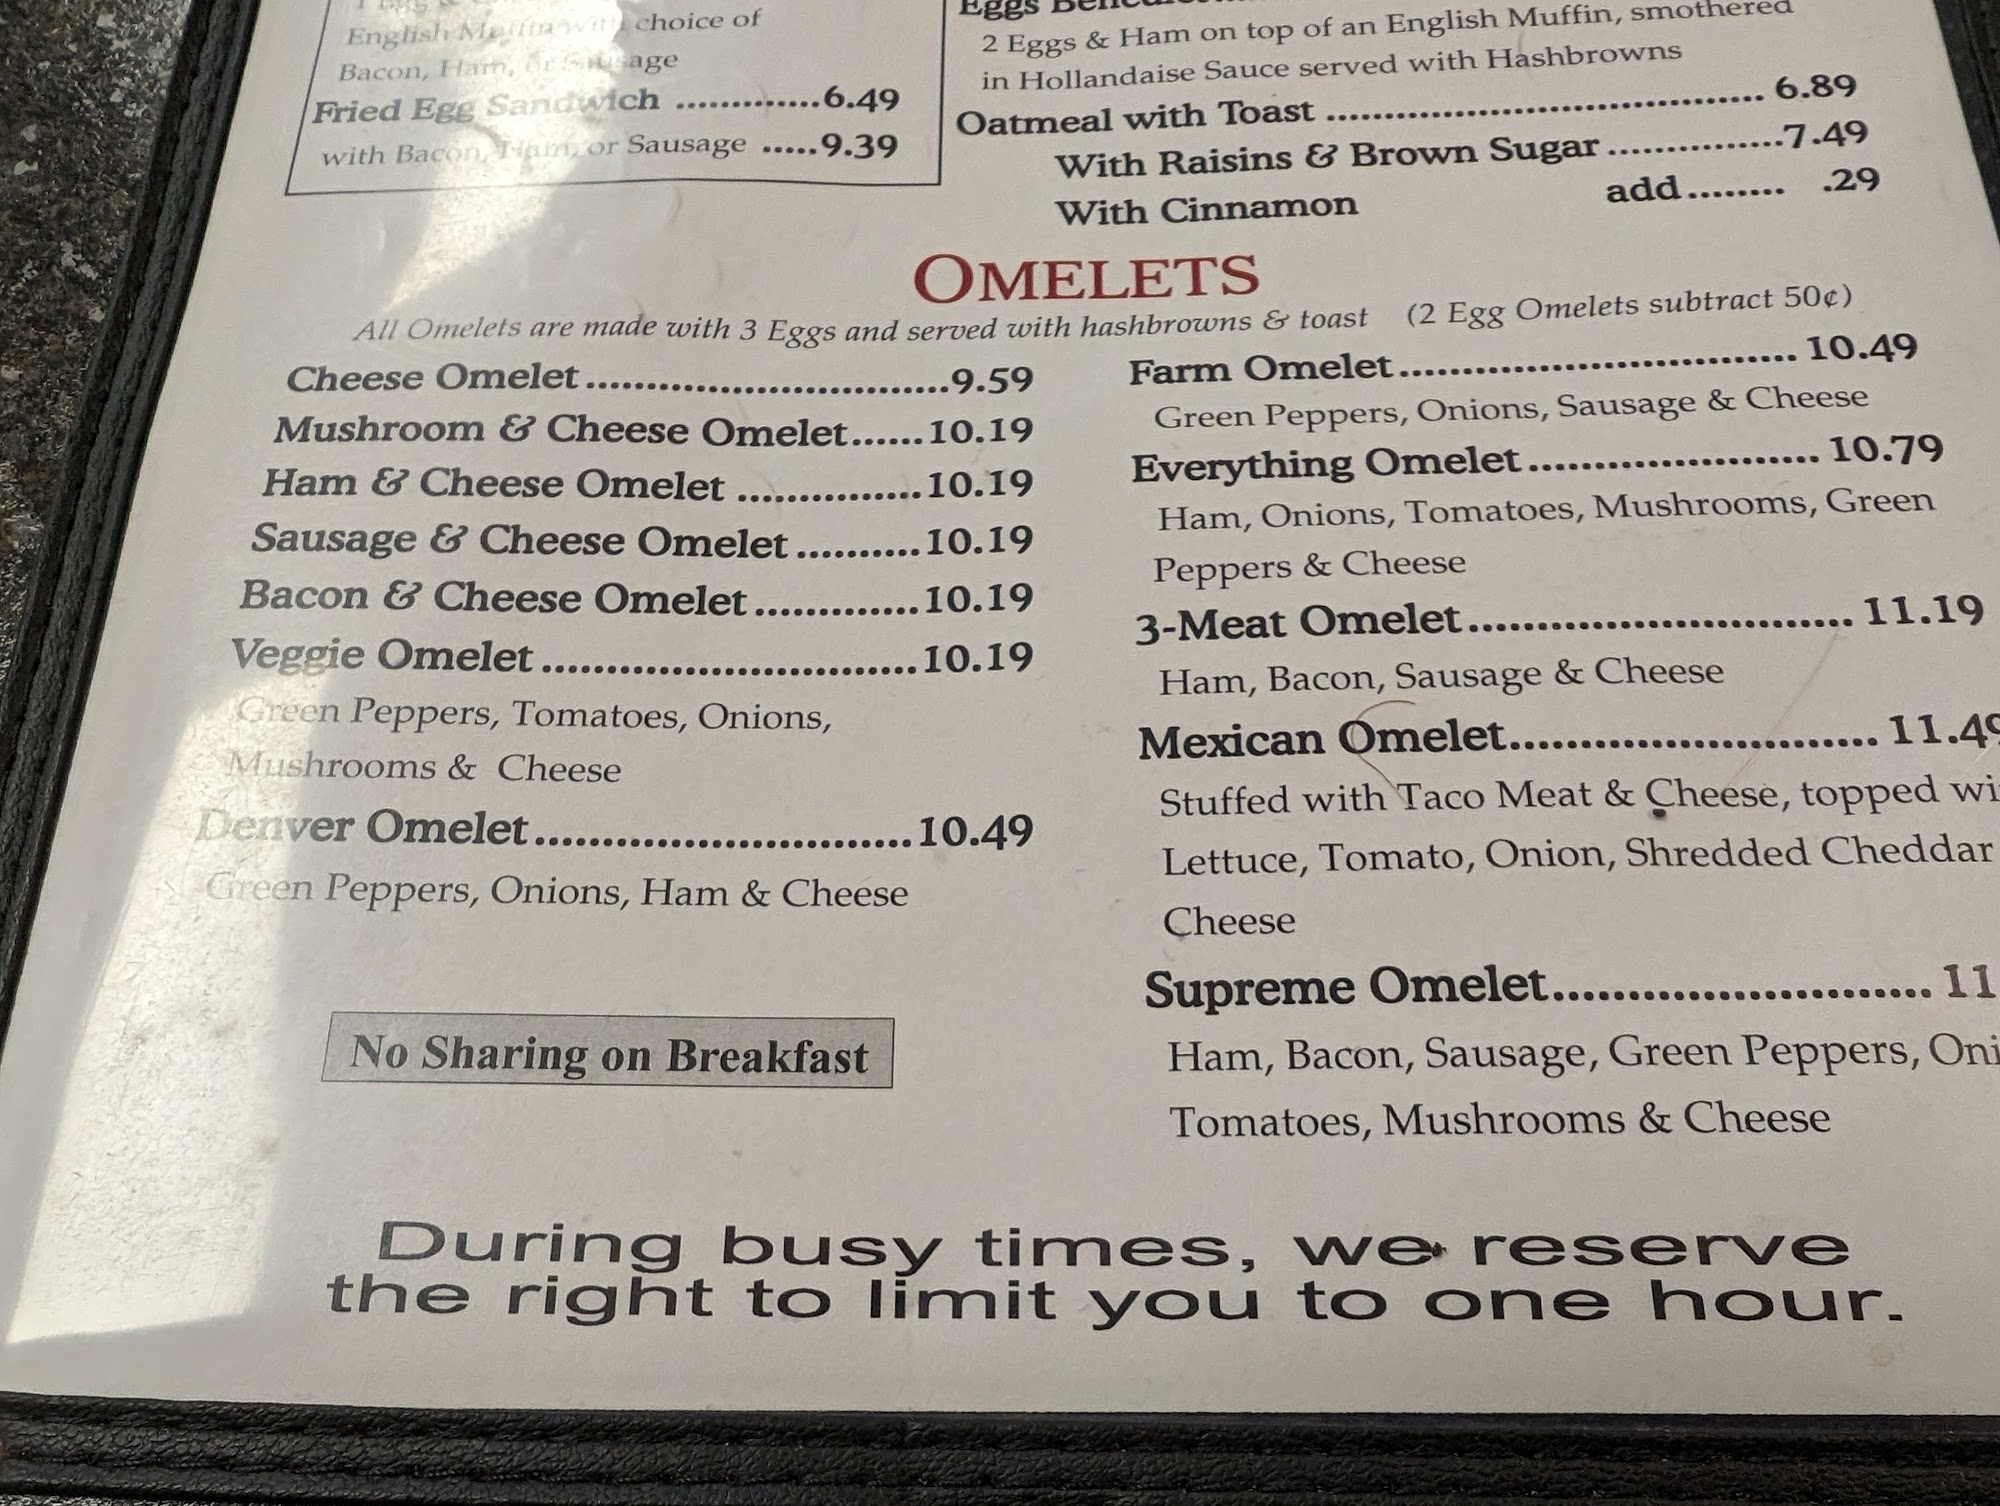 English Muffin with choice of
Bacon, Ham, or Sausage
Fried Egg Sandwich .............6.49
with Bacon, Ham, or Sausage .....9.39
Eggs
2 Eggs & Ham on top of an English Muffin, smothered
in Hollandaise Sauce served with Hashbrowns
Oatmeal with Toast ...................................... 6.89
With Raisins & Brown Sugar ...............7.49
With Cinnamon add........ .29
OMELETS
All Omelets are made with 3 Eggs and served with hashbrowns & toast (2 Egg Omelets subtract 50¢)
Cheese Omelet ..............................9.59
Mushroom & Cheese Omelet......10.19
Ham & Cheese Omelet ...............10.19
Sausage & Cheese Omelet ..........10.19
Bacon & Cheese Omelet .............10.19
Veggie Omelet .............................10.19
Green Peppers, Tomatoes, Onions,
Mushrooms & Cheese
Denver Omelet.............................10.49
Green Peppers, Onions, Ham & Cheese
No Sharing on Breakfast
Farm Omelet................................. 10.49
Green Peppers, Onions, Sausage & Cheese
Everything Omelet....................... 10.79
Ham, Onions, Tomatoes, Mushrooms, Green
Peppers & Cheese
3-Meat Omelet............................. 11.19
Ham, Bacon, Sausage & Cheese
Mexican Omelet........................... 11.49
Stuffed with Taco Meat & Cheese, topped
Lettuce, Tomato, Onion, Shredded Cheddar
Cheese
Supreme Omelet.......................... 11
Ham, Bacon, Sausage, Green Peppers,
Tomatoes, Mushrooms & Cheese
During busy times, we reserve
the right to limit you to one hour.